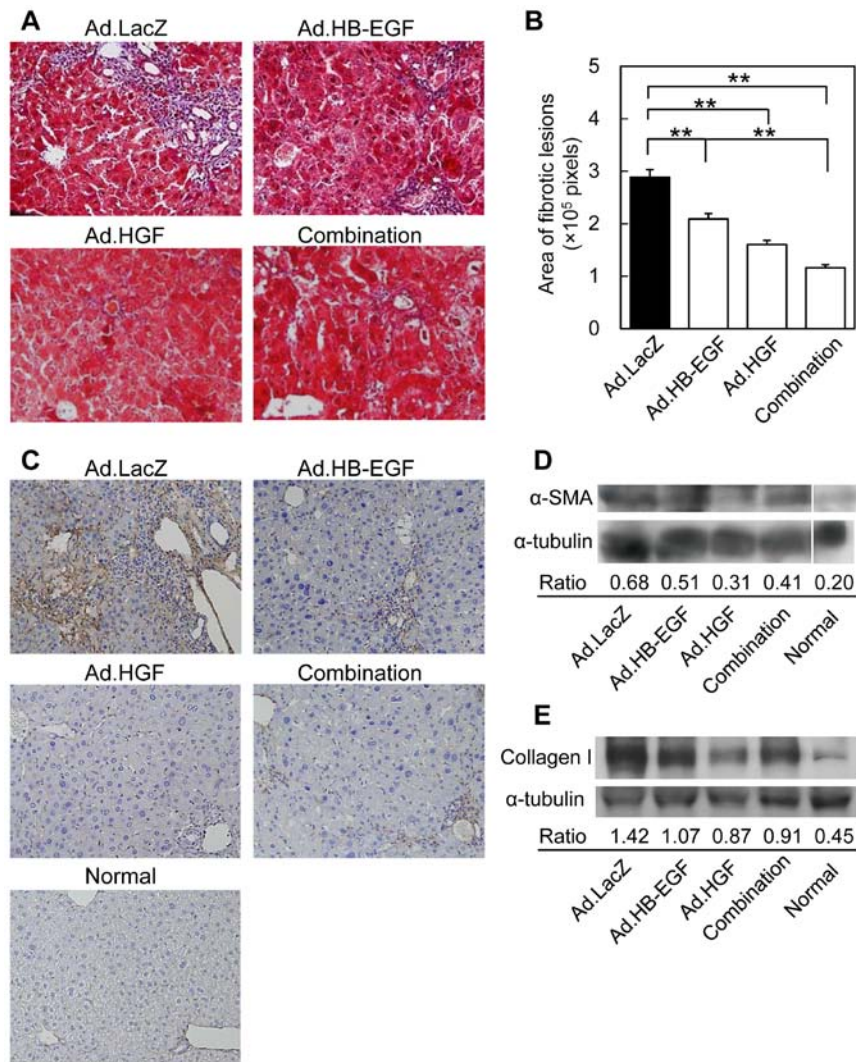 A
Ad.LacZ Ad.HB-EGF
Ad.HGF Combination
B
Area of fibrotic lesions
(×10⁵ pixels)
5
4
3
2
1
0
**
**
** **
Ad.LacZ
Ad.HB-EGF
Ad.HGF
Combination
C
Ad.LacZ Ad.HB-EGF
Ad.HGF Combination
Normal
D
α-SMA
α-tubulin
Ratio 0.68 0.51 0.31 0.41 0.20
Ad.LacZ
Ad.HB-EGF
Ad.HGF
Combination
Normal
E
Collagen I
α-tubulin
Ratio 1.42 1.07 0.87 0.91 0.45
Ad.LacZ
Ad.HB-EGF
Ad.HGF
Combination
Normal